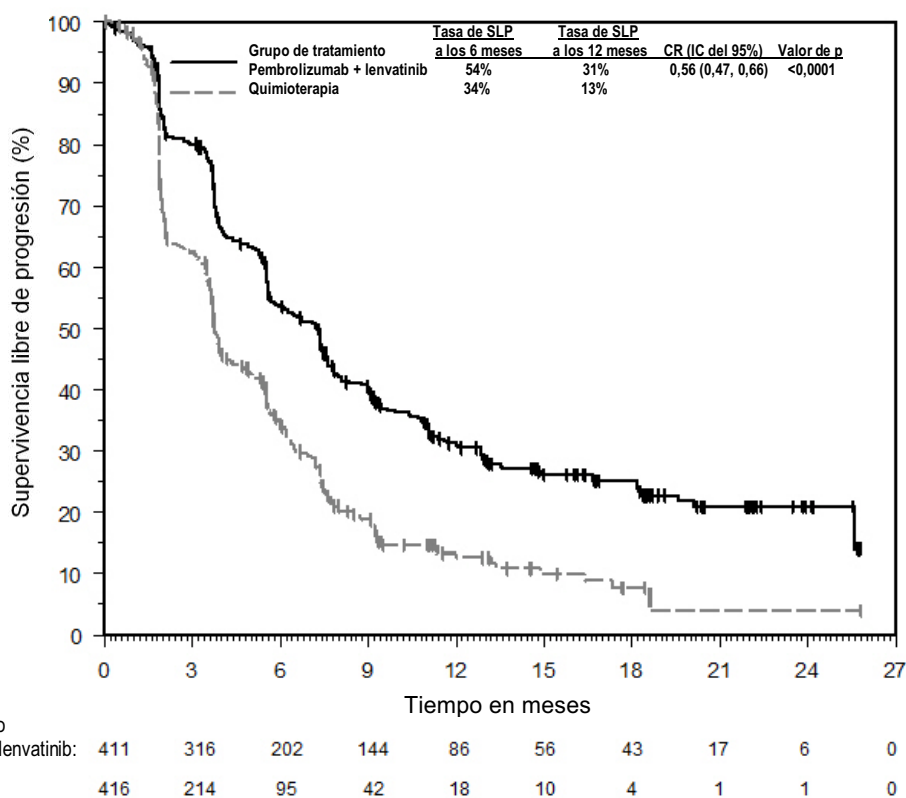 Tasa de SLP Tasa de SLP
Grupo de tratamiento a los 6 meses a los 12 meses CR (IC del 95%) Valor de p
Pembrolizumab + lenvatinib 54% 31% 0,56 (0,47, 0,66) <0,0001
Quimioterapia 34% 13%
Supervivencia libre de progresión (%)
100
90
80
70
60
50
40
30
20
10
0
0 3 6 9 12 15 18 21 24 27
Tiempo en meses
o
lenvatinib: 411 316 202 144 86 56 43 17 6 0
416 214 95 42 18 10 4 1 1 0